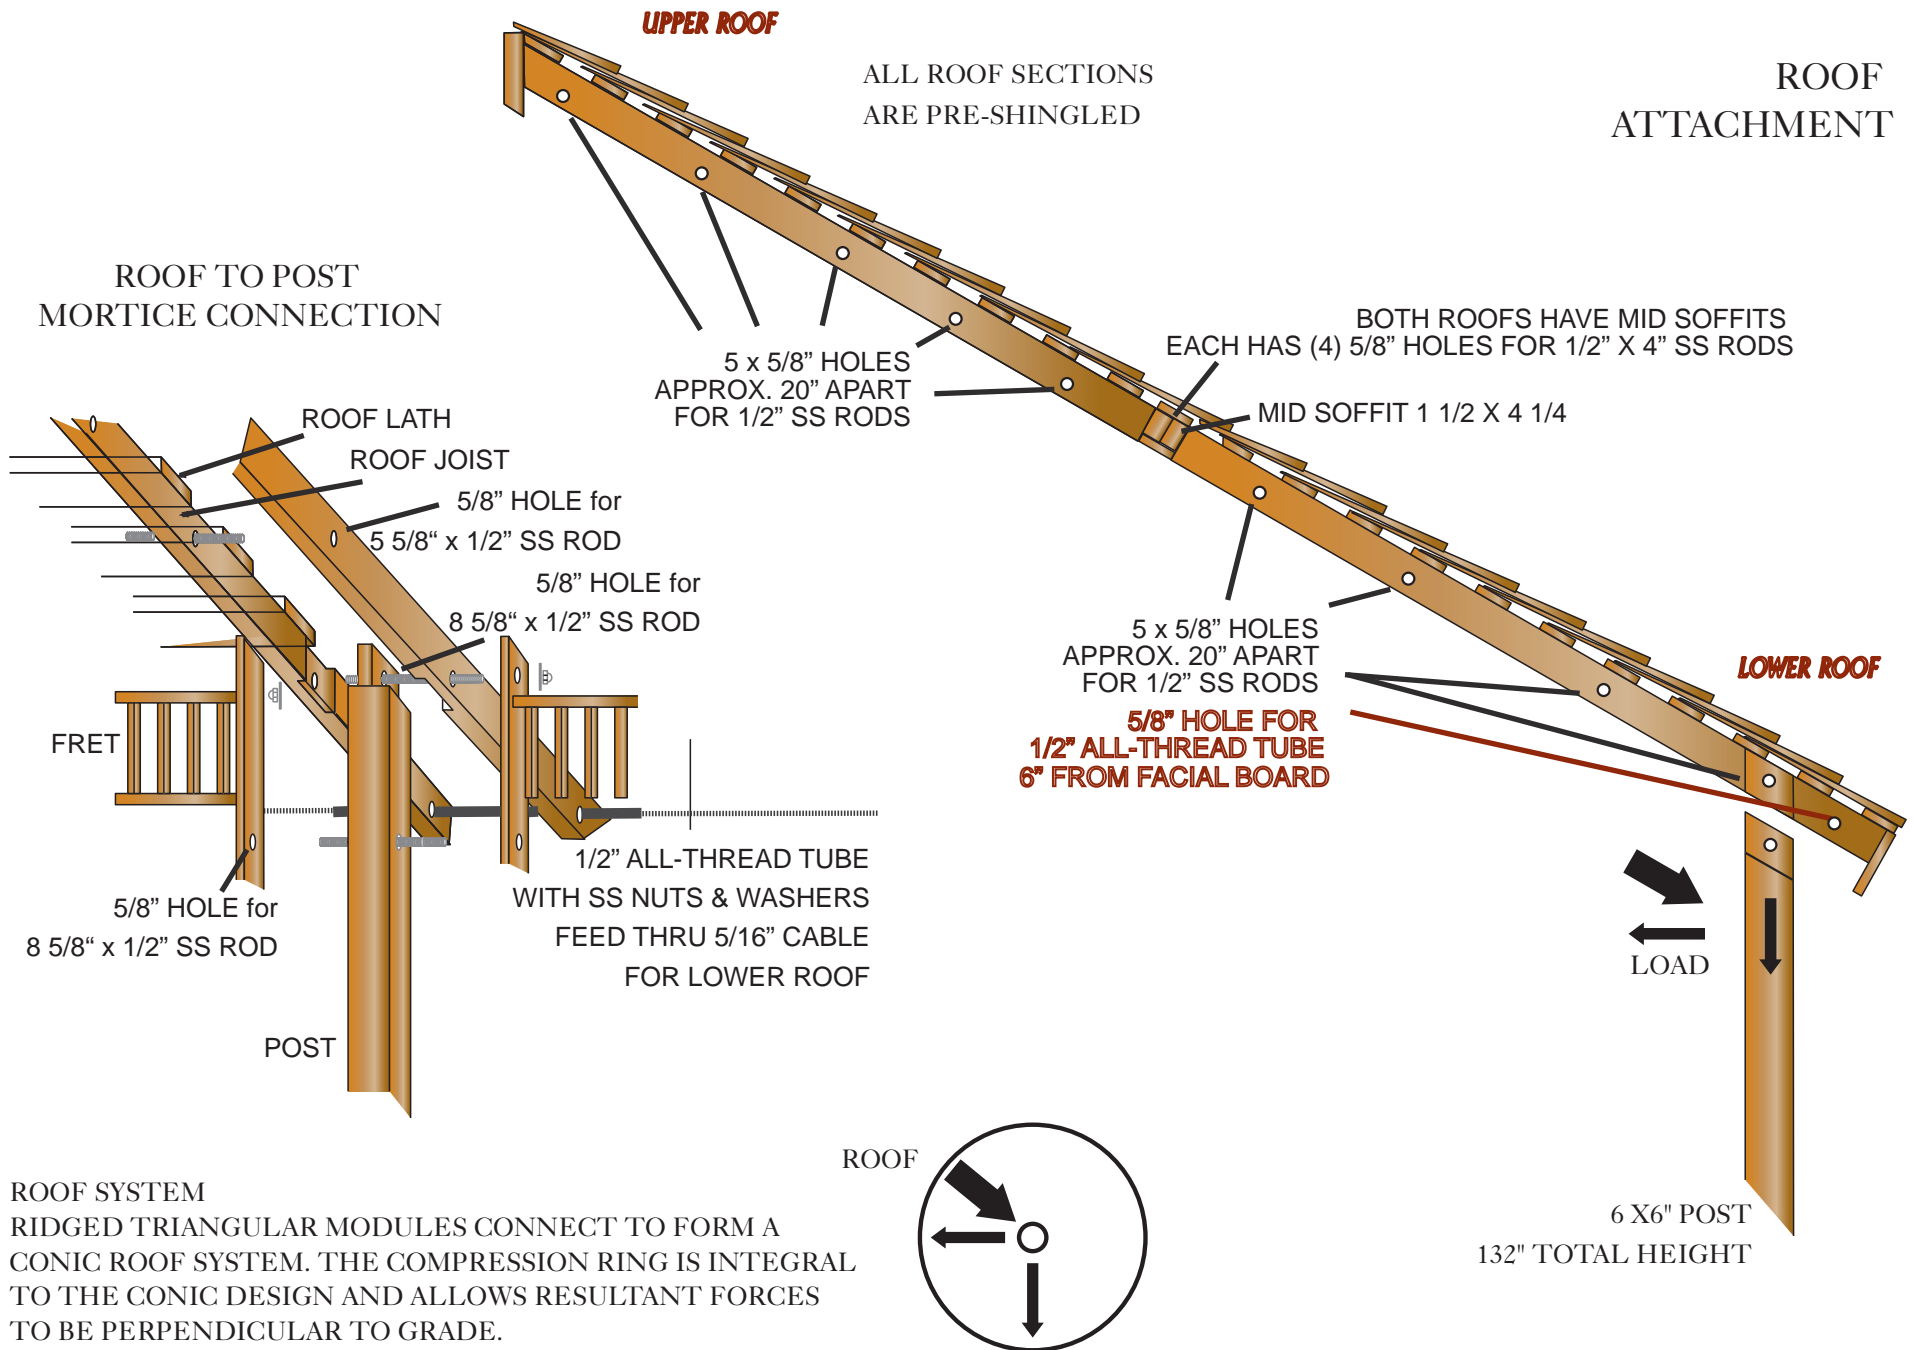 UPPER ROOF
ALL ROOF SECTIONS
ARE PRE-SHINGLED
ROOF
ATTACHMENT
ROOF TO POST
MORTICE CONNECTION
5 x 5/8” HOLES
APPROX. 20” APART
FOR 1/2” SS RODS
BOTH ROOFS HAVE MID SOFFITS
EACH HAS (4) 5/8” HOLES FOR 1/2” X 4” SS RODS
MID SOFFIT 1 1/2 X 4 1/4
ROOF LATH
ROOF JOIST
5/8” HOLE for
5 5/8“ x 1/2” SS ROD
5/8” HOLE for
8 5/8“ x 1/2” SS ROD
5 x 5/8” HOLES
APPROX. 20” APART
FOR 1/2” SS RODS
5/8” HOLE FOR
1/2” ALL-THREAD TUBE
6” FROM FACIAL BOARD
LOWER ROOF
FRET
5/8” HOLE for
8 5/8“ x 1/2” SS ROD
1/2” ALL-THREAD TUBE
WITH SS NUTS & WASHERS
FEED THRU 5/16” CABLE
FOR LOWER ROOF
POST
LOAD
ROOF
6 X6" POST
132" TOTAL HEIGHT
ROOF SYSTEM
RIDGED TRIANGULAR MODULES CONNECT TO FORM A
CONIC ROOF SYSTEM. THE COMPRESSION RING IS INTEGRAL
TO THE CONIC DESIGN AND ALLOWS RESULTANT FORCES
TO BE PERPENDICULAR TO GRADE.